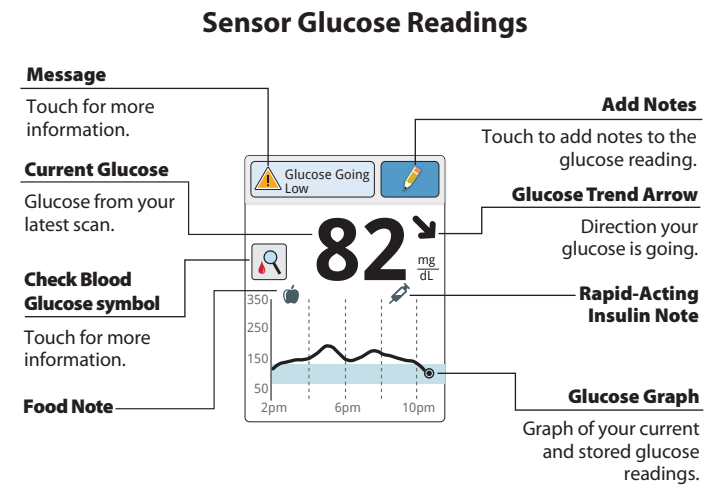 Sensor Glucose Readings
Message
Touch for more
information.
Current Glucose
Glucose from your
latest scan.
Check Blood
Glucose symbol
Touch for more
information.
Food Note
Glucose Going
Low
82
mg
dL
350
250
150
50
2pm 6pm 10pm
Add Notes
Touch to add notes to the
glucose reading.
Glucose Trend Arrow
Direction your
glucose is going.
Rapid-Acting
Insulin Note
Glucose Graph
Graph of your current
and stored glucose
readings.